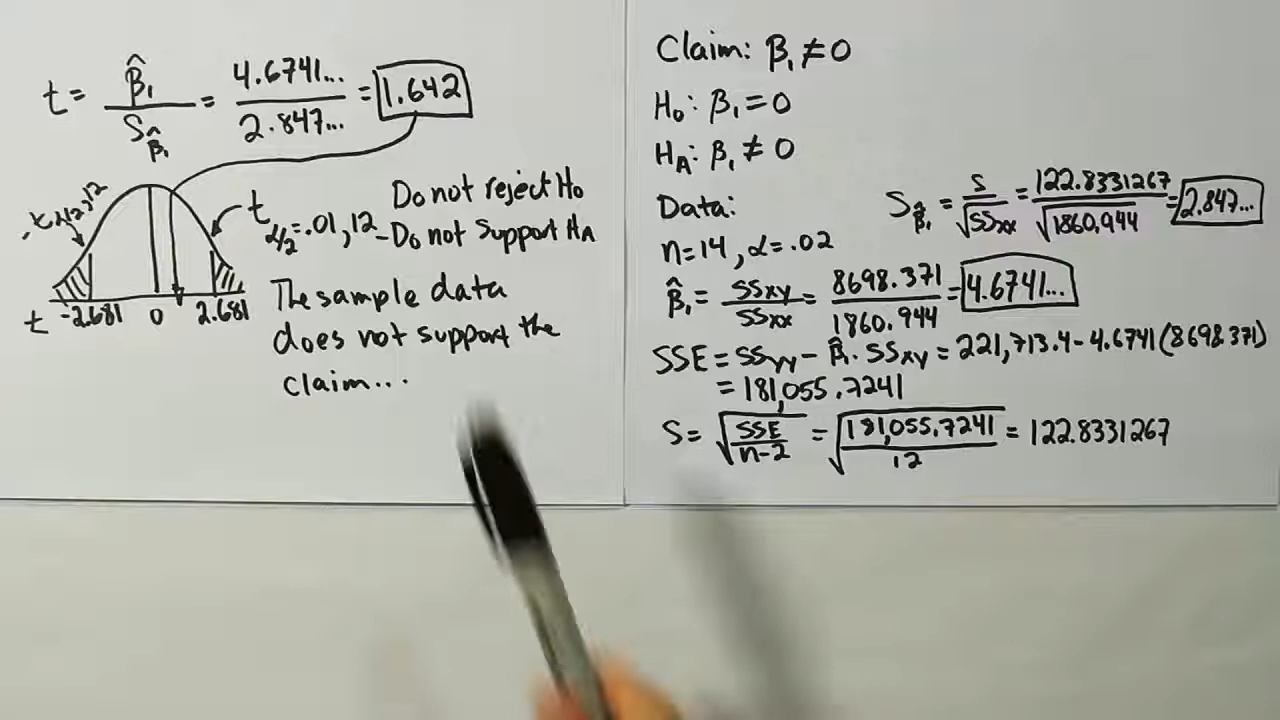 t = β̂₁ / S_β̂₁ = 4.6741... / 2.847... = 1.642
Do not reject H₀
t α/2=.01, 12 -Do not support H_A
-t α/2, 12
t -2.681 0 2.681
The sample data
does not support the
claim...
Claim: β₁ ≠ 0
H₀: β₁ = 0
H_A: β₁ ≠ 0
Data:
S_β̂₁ = S / √SSxx = 122.8331267 / √1860.944 = 2.847...
n=14, α=.02
β̂₁ = SSxy / SSxx = 8698.371 / 1860.944 = 4.6741...
SSE = SSyy - β̂₁ · SSxy = 221,713.4 - 4.6741(8698.371)
= 181,055.7241
S = √(SSE / n-2) = √(181,055.7241 / 12) = 122.8331267